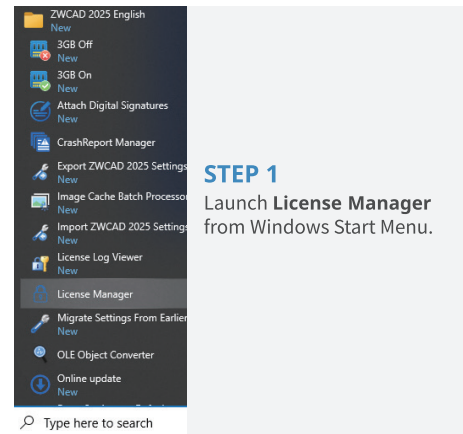 ZWCAD 2025 English
New
3GB Off
New
3GB On
New
Attach Digital Signatures
New
CrashReport Manager
Export ZWCAD 2025 Settings
New
Image Cache Batch Processo
New
Import ZWCAD 2025 Settings
New
License Log Viewer
New
License Manager
Migrate Settings From Earlier
New
OLE Object Converter
Online update
New
Type here to search
STEP 1
Launch License Manager
from Windows Start Menu.